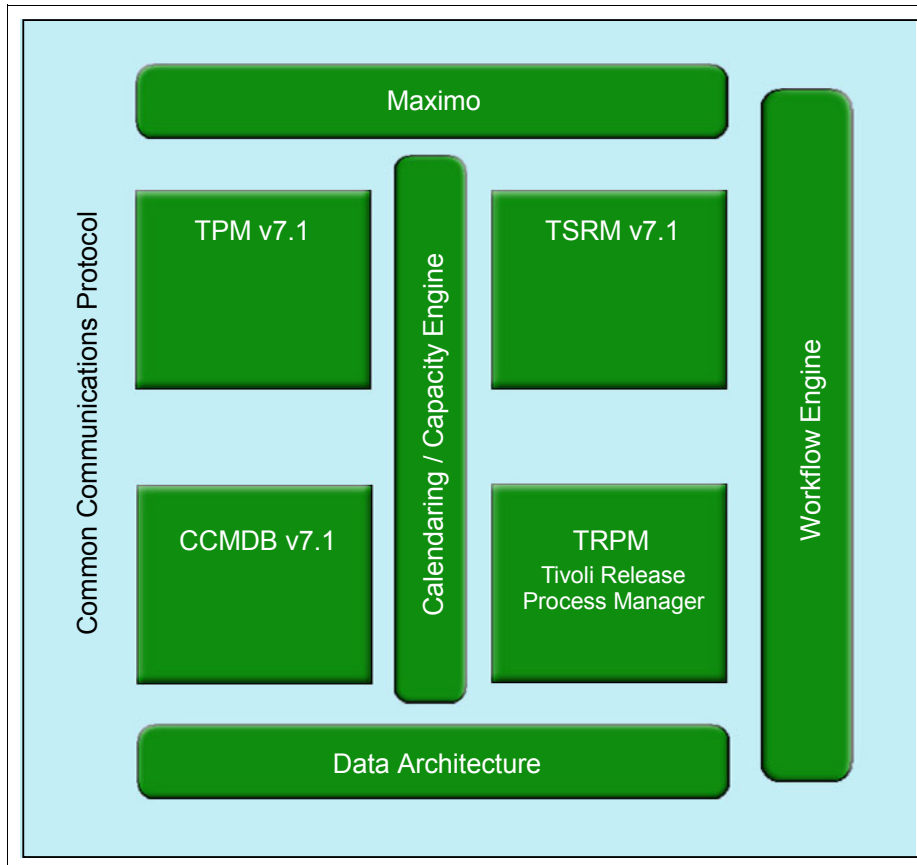 Maximo
Common Communications Protocol
TPM v7.1
Calendaring / Capacity Engine
TSRM v7.1
Workflow Engine
CCMDB v7.1
TRPM
Tivoli Release
Process Manager
Data Architecture